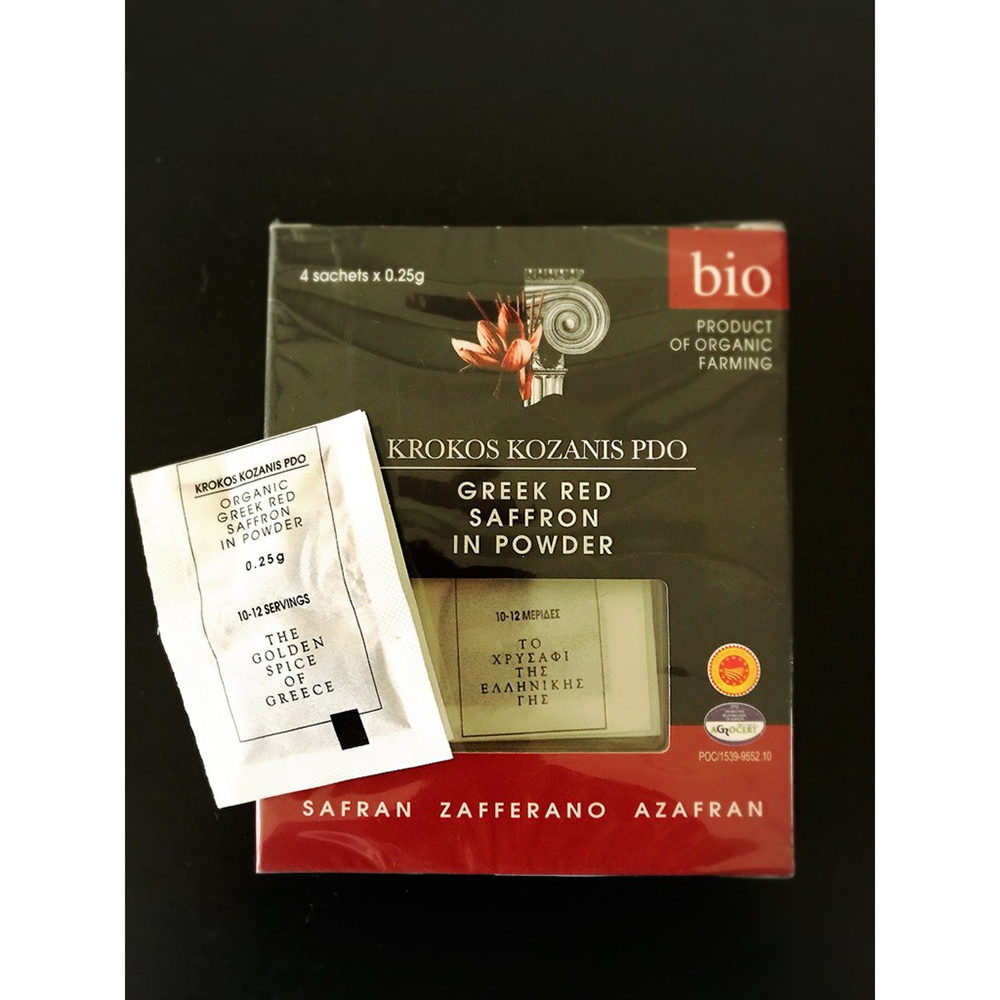 4 sachets x 0.25g
bio
PRODUCT
OF ORGANIC
FARMING
KROKOS KOZANIS PDO
GREEK RED
SAFFRON
IN POWDER
KROKOS KOZANIS PDO
ORGANIC
GREEK RED
SAFFRON
IN POWDER
0.25g
10-12 SERVINGS
THE
GOLDEN
SPICE
OF
GREECE
10-12 ΜΕΡΙΔΕΣ
ΤΟ
ΧΡΥΣΑΦΙ
ΤΗΣ
ΕΛΛΗΝΙΚΗΣ
ΓΗΣ
AGROCERT
POC/1539-9552.10
SAFRAN ZAFFERANO AZAFRAN